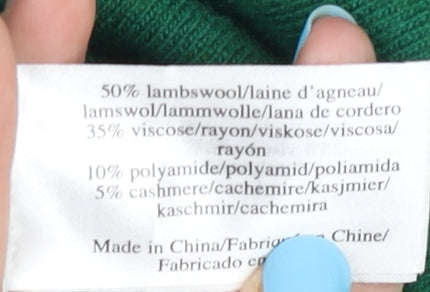 50% lambswool/laine d'agneau/
lamswol/lammwolle/lana de cordero
35% viscose/rayon/viskose/viscosa/
rayón
10% polyamide/polyamid/poliamida
5% cashmere/cachemire/kasjmier/
kaschmir/cachemira
Made in China/ Chine/
Fabricado